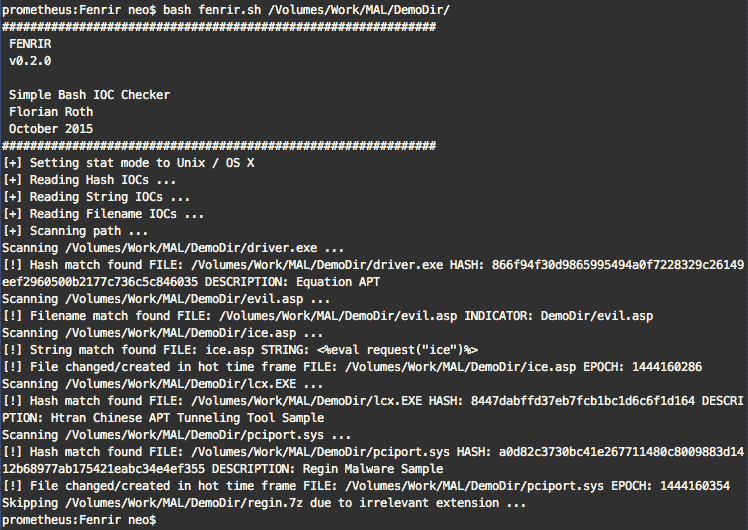 prometheus:Fenrir neo$ bash fenrir.sh /Volumes/Work/MAL/DemoDir/
##############################################################
 FENRIR
 v0.2.0
 Simple Bash IOC Checker
 Florian Roth
 October 2015
##############################################################
[+] Setting stat mode to Unix / OS X
[+] Reading Hash IOCs ...
[+] Reading String IOCs ...
[+] Reading Filename IOCs ...
[+] Scanning path ...
Scanning /Volumes/Work/MAL/DemoDir/driver.exe ...
[!] Hash match found FILE: /Volumes/Work/MAL/DemoDir/driver.exe HASH: 866f94f30d9865995494a0f7228329c26149
eef2960500b2177c736c5c846035 DESCRIPTION: Equation APT
Scanning /Volumes/Work/MAL/DemoDir/evil.asp ...
[!] Filename match found FILE: /Volumes/Work/MAL/DemoDir/evil.asp INDICATOR: DemoDir/evil.asp
Scanning /Volumes/Work/MAL/DemoDir/ice.asp ...
[!] String match found FILE: ice.asp STRING: <%eval request("ice")%>
[!] File changed/created in hot time frame FILE: /Volumes/Work/MAL/DemoDir/ice.asp EPOCH: 1444160286
Scanning /Volumes/Work/MAL/DemoDir/lcx.EXE ...
[!] Hash match found FILE: /Volumes/Work/MAL/DemoDir/lcx.EXE HASH: 8447dabffd37eb7fcb1bc1d6c6f1d164 DESCRI
PTION: Htran Chinese APT Tunneling Tool Sample
Scanning /Volumes/Work/MAL/DemoDir/pciport.sys ...
[!] Hash match found FILE: /Volumes/Work/MAL/DemoDir/pciport.sys HASH: a0d82c3730bc41e267711480c8009883d14
12b68977ab175421eabc34e4ef355 DESCRIPTION: Regin Malware Sample
[!] File changed/created in hot time frame FILE: /Volumes/Work/MAL/DemoDir/pciport.sys EPOCH: 1444160354
Skipping /Volumes/Work/MAL/DemoDir/regin.7z due to irrelevant extension ...
prometheus:Fenrir neo$